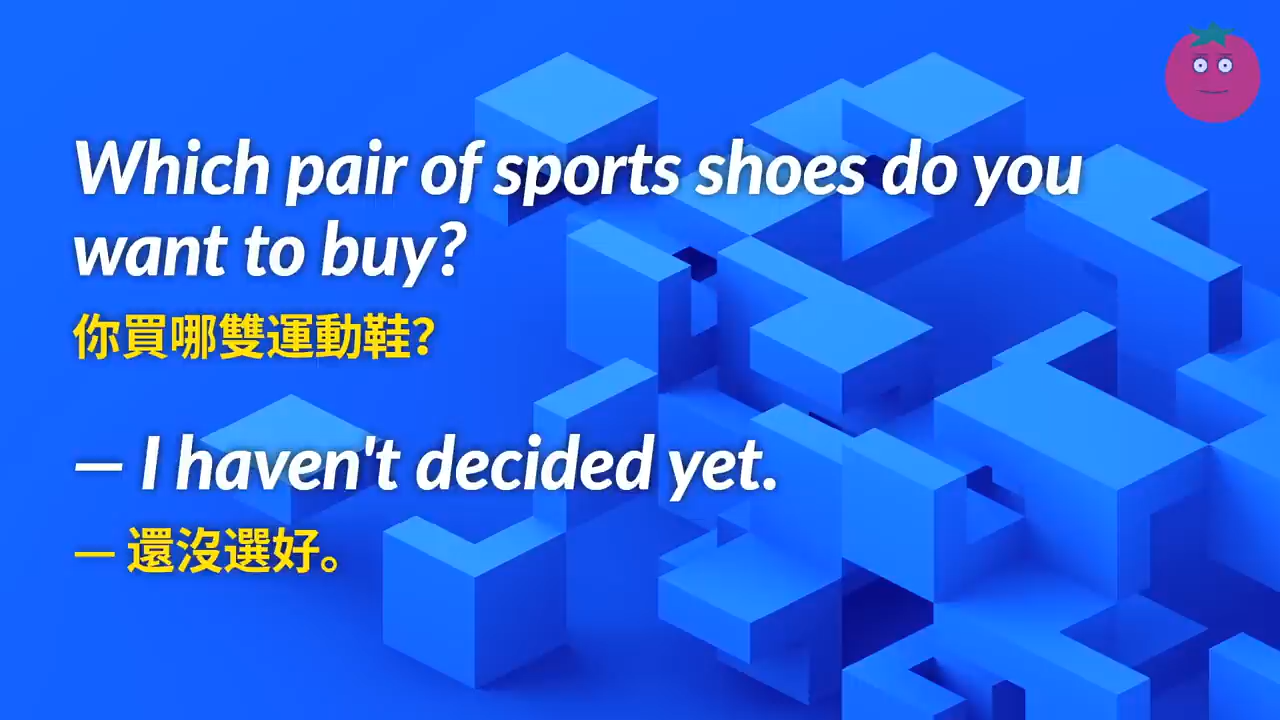 Which pair of sports shoes do you
want to buy?
你買哪雙運動鞋？
— I haven't decided yet.
— 還沒選好。